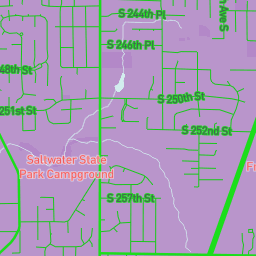 S 244th Pl
S 246th Pl
48th St
S 250th St
251st St
S 252nd St
Saltwater State
Park Campground
S 257th St